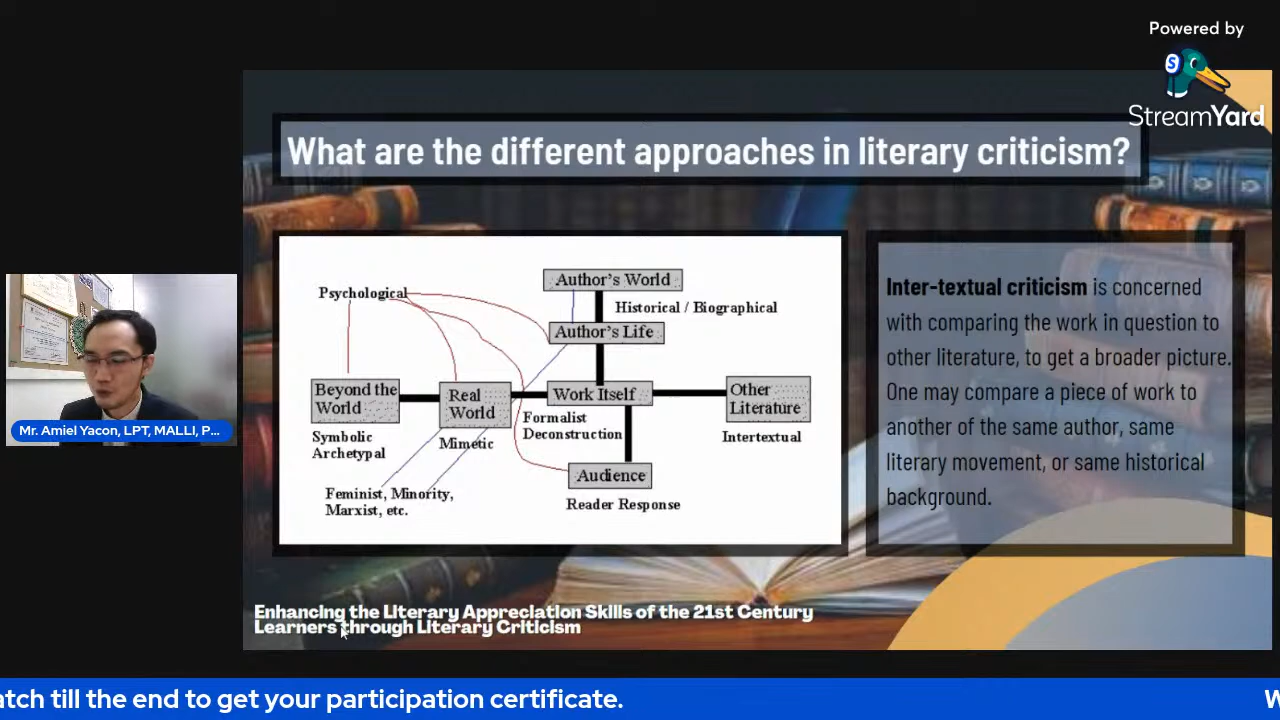 Powered by
StreamYard
What are the different approaches in literary criticism?
Psychological
Author's World
Historical / Biographical
Author's Life
Beyond the
World
Real
World
Work Itself
Other
Literature
Symbolic
Archetypal
Mimetic
Formalist
Deconstruction
Intertextual
Audience
Feminist, Minority,
Marxist, etc.
Reader Response
Inter-textual criticism is concerned
with comparing the work in question to
other literature, to get a broader picture.
One may compare a piece of work to
another of the same author, same
literary movement, or same historical
background.
Mr. Amiel Yacon, LPT, MALLI, P...
Enhancing the Literary Appreciation Skills of the 21st Century
Learners through Literary Criticism
atch till the end to get your participation certificate.
W